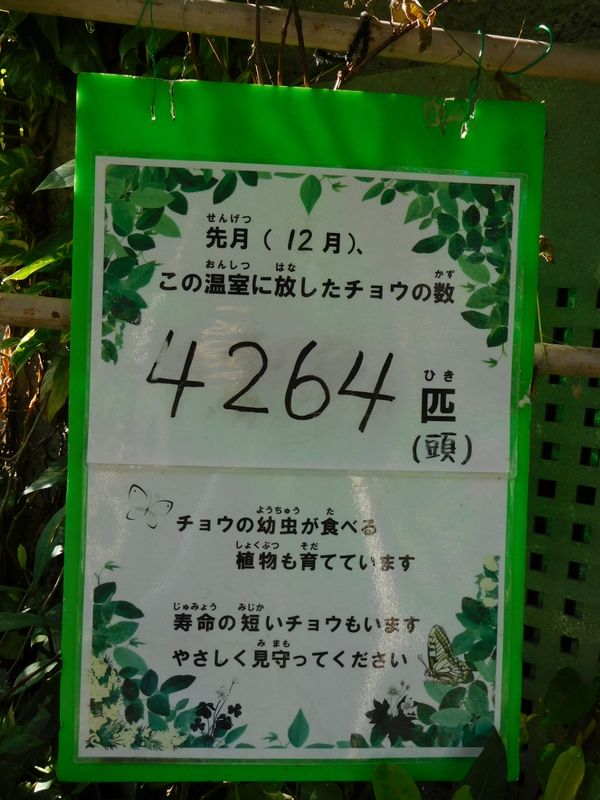 せんげつ
先月（12月）、
おんしつ はな かず
この温室に放したチョウの数
4264 匹
ひき
(頭)
ようちゅう た
チョウの幼虫が食べる
しょくぶつ そだ
植物も育てています
じゅみょう みじか
寿命の短いチョウもいます
みまも
やさしく見守ってください